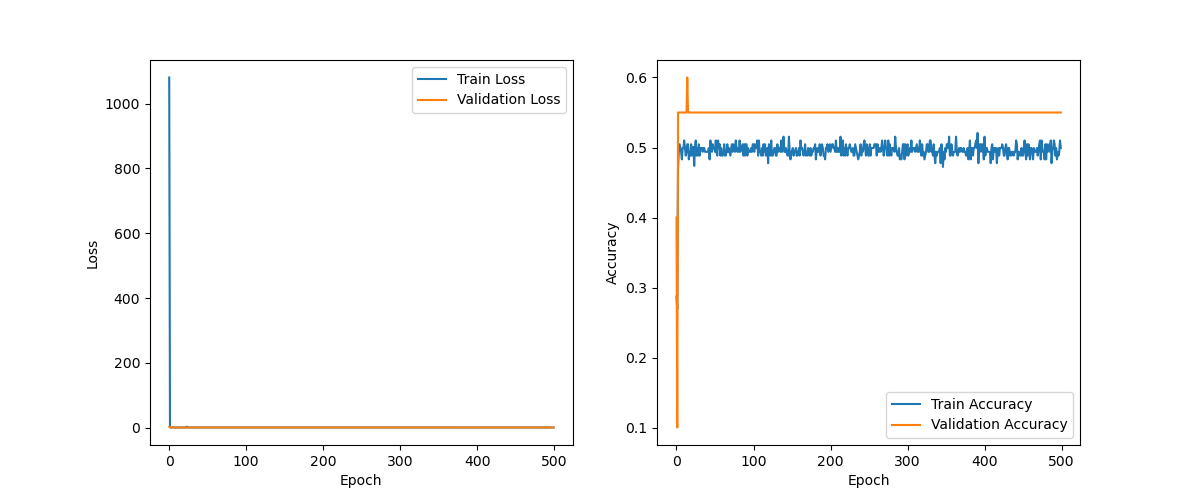 Train Loss
Validation Loss
1000
800
600
400
200
0
Loss
0 100 200 300 400 500
Epoch
0.6
0.5
0.4
0.3
0.2
0.1
Accuracy
Train Accuracy
Validation Accuracy
0 100 200 300 400 500
Epoch